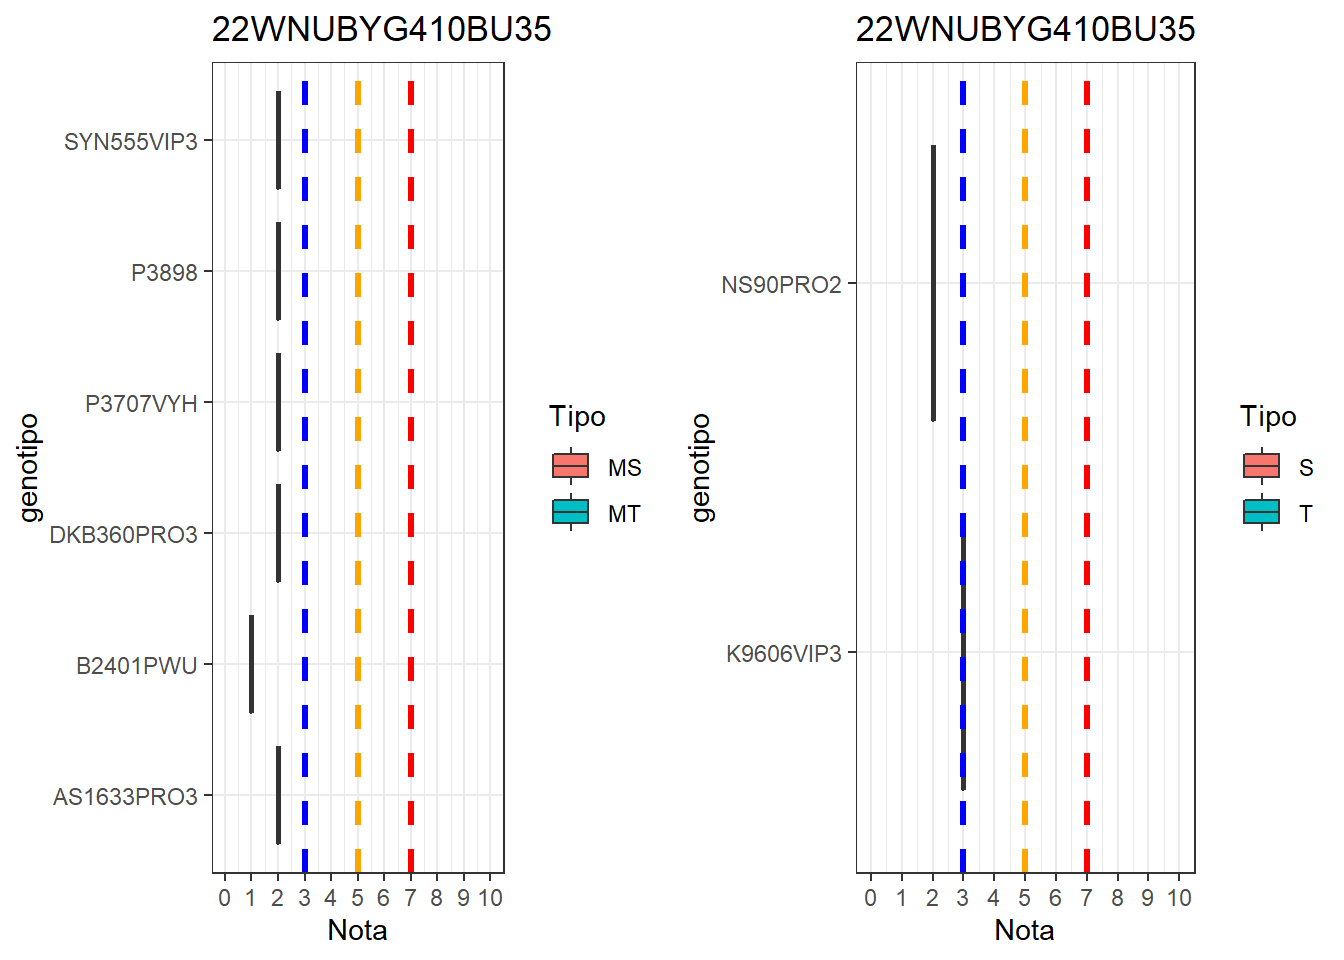 22WNUBYG410BU35
SYN555VIP3
P3898
P3707VYH
DKB360PRO3
B2401PWU
AS1633PRO3
genotipo
0 1 2 3 4 5 6 7 8 9 10
Nota
Tipo
MS
MT
22WNUBYG410BU35
NS90PRO2
K9606VIP3
genotipo
0 1 2 3 4 5 6 7 8 9 10
Nota
Tipo
S
T